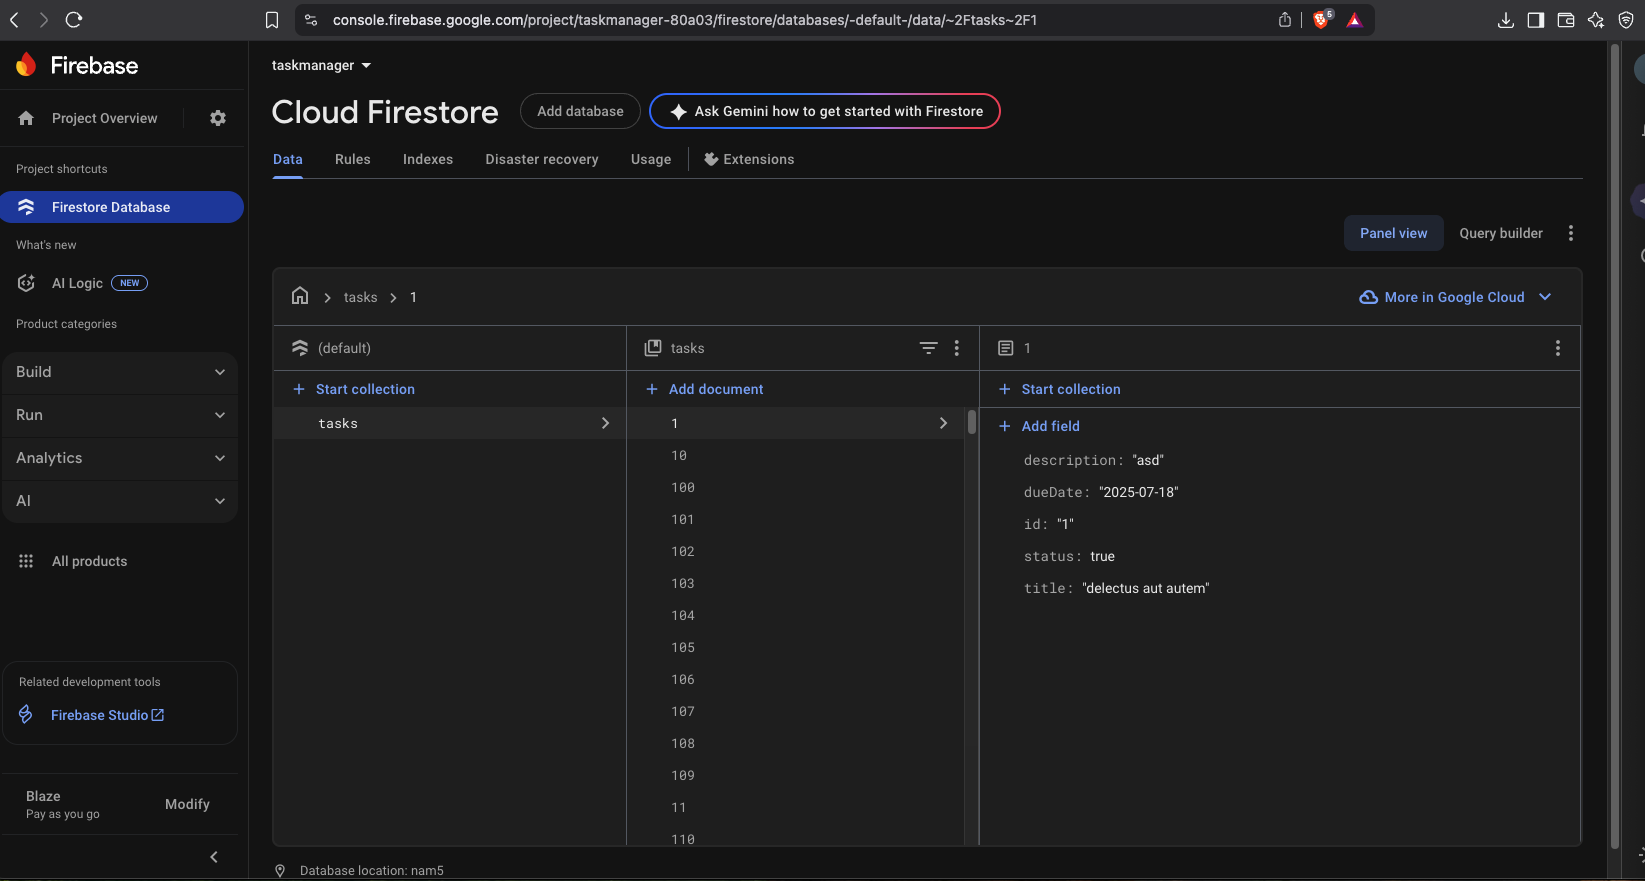 console.firebase.google.com/project/taskmanager-80a03/firestore/databases/-default-/data/~2Ftasks~2F1
5
Firebase
taskmanager
Project Overview
Cloud Firestore
Add database
Ask Gemini how to get started with Firestore
Data
Rules
Indexes
Disaster recovery
Usage
Extensions
Project shortcuts
Firestore Database
What's new
AI Logic
NEW
Product categories
Build
Run
Analytics
AI
All products
Related development tools
Firebase Studio
Blaze
Pay as you go
Modify
Panel view
Query builder
tasks
1
More in Google Cloud
(default)
Start collection
tasks
tasks
Add document
1
10
100
101
102
103
104
105
106
107
108
109
11
110
1
Start collection
Add field
description: "asd"
dueDate: "2025-07-18"
id: "1"
status: true
title: "delectus aut autem"
Database location: nam5